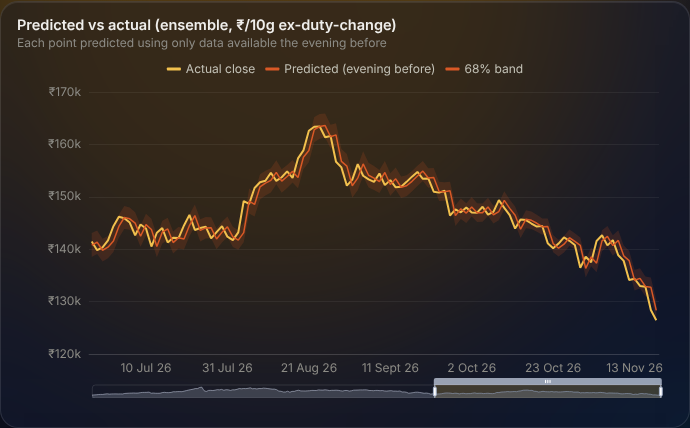 Predicted vs actual (ensemble, ₹/10g ex-duty-change)
Each point predicted using only data available the evening before
Actual close Predicted (evening before) 68% band
₹170k
₹160k
₹150k
₹140k
₹130k
₹120k
10 Jul 26 31 Jul 26 21 Aug 26 11 Sept 26 2 Oct 26 23 Oct 26 13 Nov 26